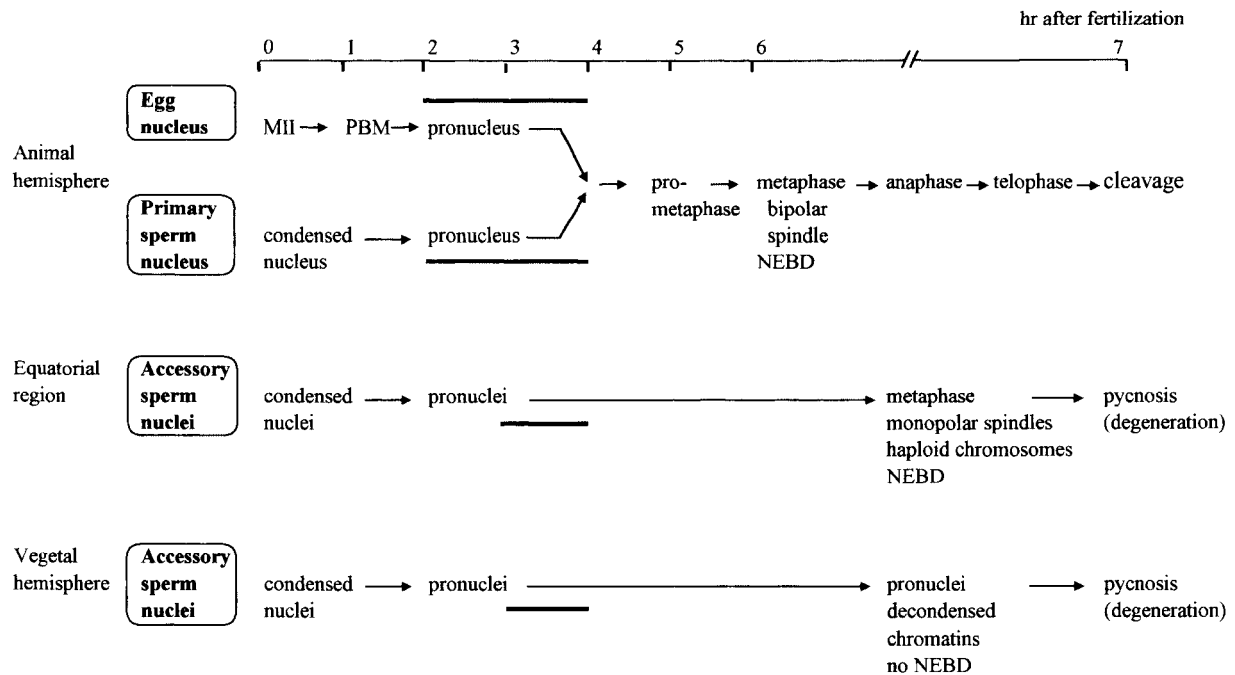 hr after fertilization
0 1 2 3 4 5 6 7
Egg
nucleus
MII PBM pronucleus
Animal
hemisphere
pro-
metaphase
metaphase
bipolar
spindle
NEBD
anaphase
telophase
cleavage
Primary
sperm
nucleus
condensed
nucleus
pronucleus
Equatorial
region
Accessory
sperm
nuclei
condensed
nuclei
pronuclei
metaphase
monopolar spindles
haploid chromosomes
NEBD
pycnosis
(degeneration)
Vegetal
hemisphere
Accessory
sperm
nuclei
condensed
nuclei
pronuclei
pronuclei
decondensed
chromatins
no NEBD
pycnosis
(degeneration)